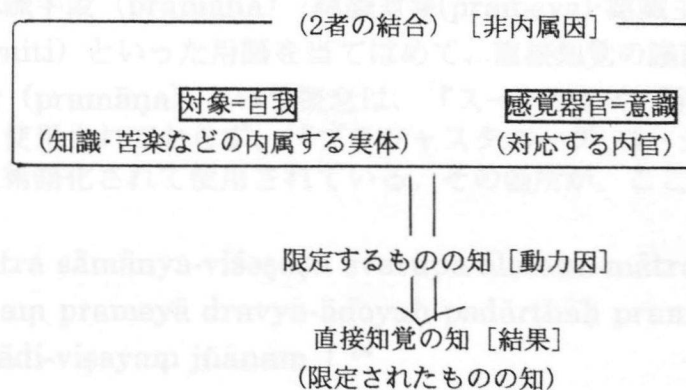 (2者の結合) [非内属因]
対象=自我 感覚器官=意識
(知識・苦楽などの内属する実体) (対応する内官)
限定するものの知 [動力因]
直接知覚の知 [結果]
(限定されたものの知)